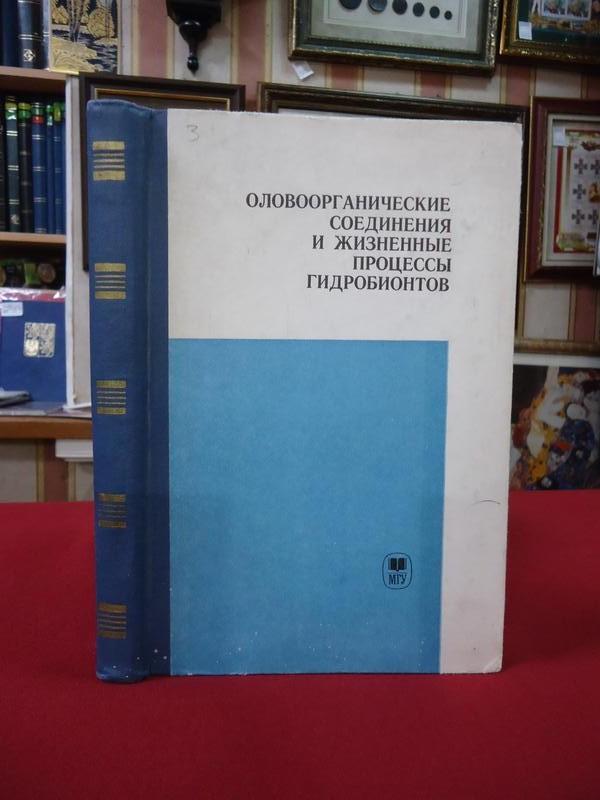 3
ОЛОВООРГАНИЧЕСКИЕ
СОЕДИНЕНИЯ
И ЖИЗНЕННЫЕ
ПРОЦЕССЫ
ГИДРОБИОНТОВ
МГУ